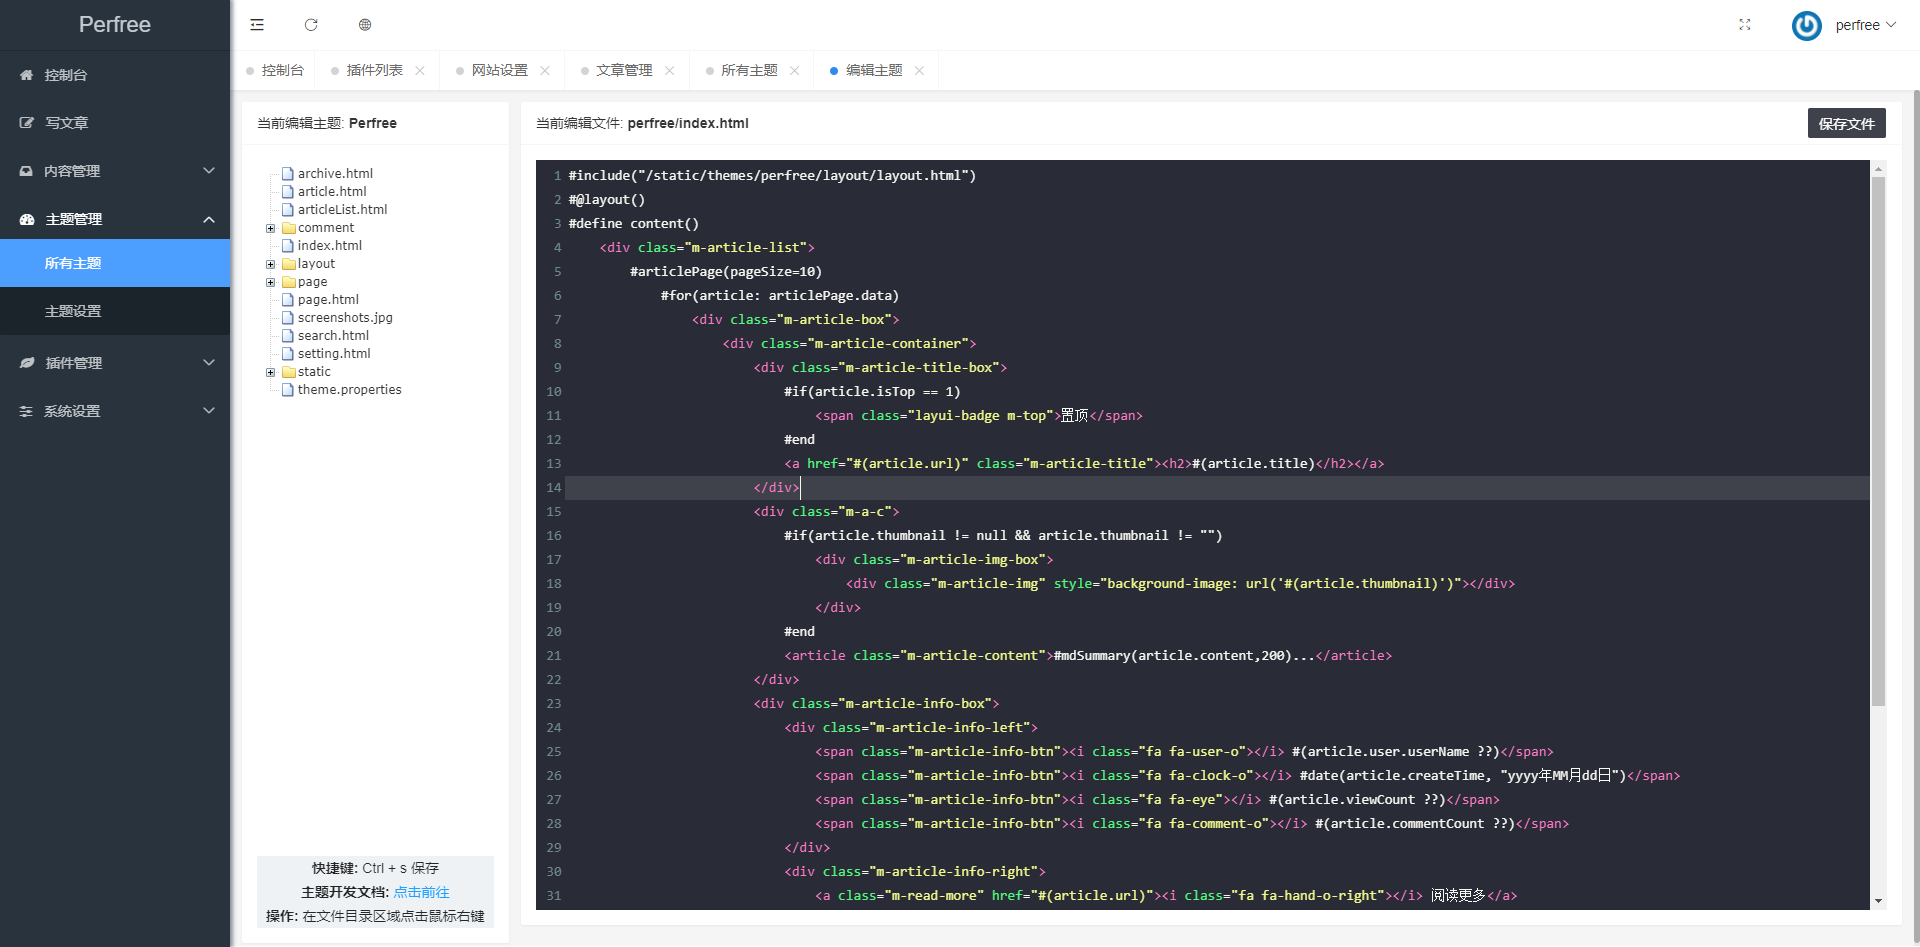 Perfree
perfree
控制台
写文章
内容管理
主题管理
所有主题
主题设置
插件管理
系统设置
控制台 插件列表 网站设置 文章管理 所有主题 编辑主题
当前编辑主题: Perfree
archive.html
article.html
articleList.html
comment
index.html
layout
page
page.html
screenshots.jpg
search.html
setting.html
static
theme.properties
快捷键: Ctrl + s 保存
主题开发文档: 点击前往
操作: 在文件目录区域点击鼠标右键
当前编辑文件: perfree/index.html
保存文件
1 #include("/static/themes/perfree/layout/layout.html")
2 #@layout()
3 #define content()
4 <div class="m-article-list">
5 #articlePage(pageSize=10)
6 #for(article: articlePage.data)
7 <div class="m-article-box">
8 <div class="m-article-container">
9 <div class="m-article-title-box">
10 #if(article.isTop == 1)
11 <span class="layui-badge m-top">置顶</span>
12 #end
13 <a href="#(article.url)" class="m-article-title"><h2>#(article.title)</h2></a>
14 </div>
15 <div class="m-a-c">
16 #if(article.thumbnail != null && article.thumbnail != "")
17 <div class="m-article-img-box">
18 <div class="m-article-img" style="background-image: url('#(article.thumbnail)')"></div>
19 </div>
20 #end
21 <article class="m-article-content">#mdSummary(article.content,200)...</article>
22 </div>
23 <div class="m-article-info-box">
24 <div class="m-article-info-left">
25 <span class="m-article-info-btn"><i class="fa fa-user-o"></i> #(article.user.userName ??)</span>
26 <span class="m-article-info-btn"><i class="fa fa-clock-o"></i> #date(article.createTime, "yyyy年MM月dd日")</span>
27 <span class="m-article-info-btn"><i class="fa fa-eye"></i> #(article.viewCount ??)</span>
28 <span class="m-article-info-btn"><i class="fa fa-comment-o"></i> #(article.commentCount ??)</span>
29 </div>
30 <div class="m-article-info-right">
31 <a class="m-read-more" href="#(article.url)"><i class="fa fa-hand-o-right"></i> 阅读更多</a>